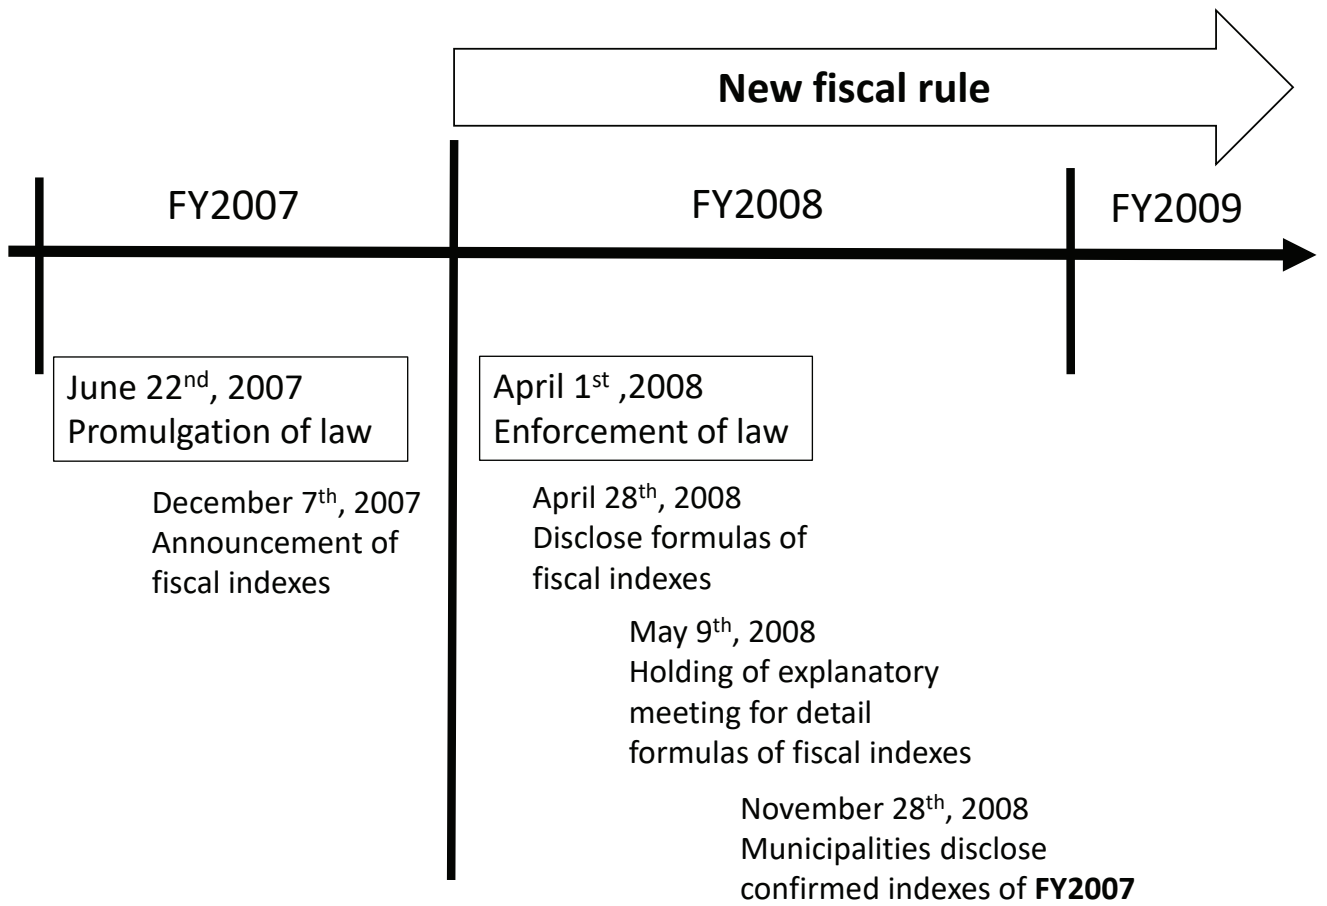 New fiscal rule
FY2007
FY2008
FY2009
June 22nd, 2007
Promulgation of law
December 7th, 2007
Announcement of
fiscal indexes
April 1st ,2008
Enforcement of law
April 28th, 2008
Disclose formulas of
fiscal indexes
May 9th, 2008
Holding of explanatory
meeting for detail
formulas of fiscal indexes
November 28th, 2008
Municipalities disclose
confirmed indexes of FY2007